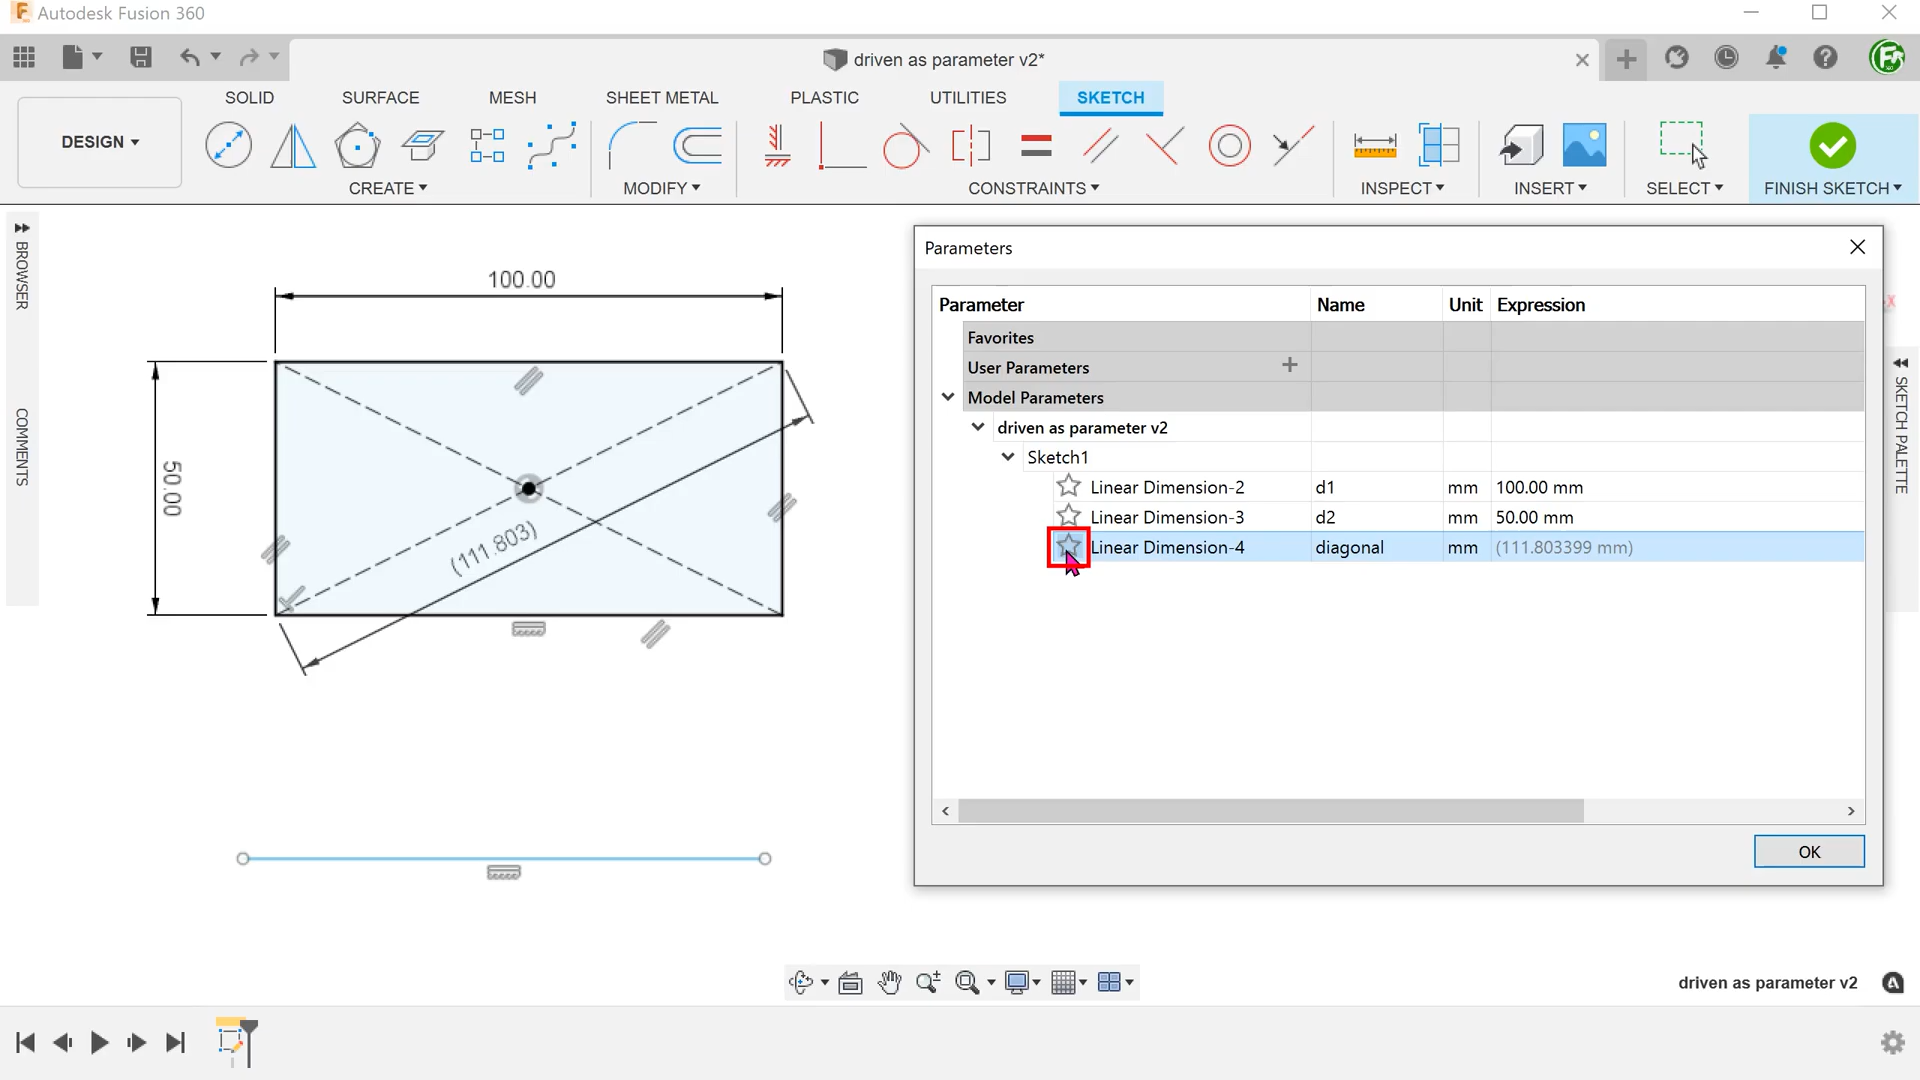 Autodesk Fusion 360
driven as parameter v2*
SOLID
SURFACE
MESH
SHEET METAL
PLASTIC
UTILITIES
SKETCH
DESIGN
CREATE
MODIFY
CONSTRAINTS
INSPECT
INSERT
SELECT
FINISH SKETCH
BROWSER
COMMENTS
100.00
50.00
(111.803)
Parameters
Parameter Name Unit Expression
Favorites
User Parameters
Model Parameters
driven as parameter v2
Sketch1
Linear Dimension-2 d1 mm 100.00 mm
Linear Dimension-3 d2 mm 50.00 mm
Linear Dimension-4 diagonal mm (111.803399 mm)
OK
X
SKETCH PALETTE
driven as parameter v2